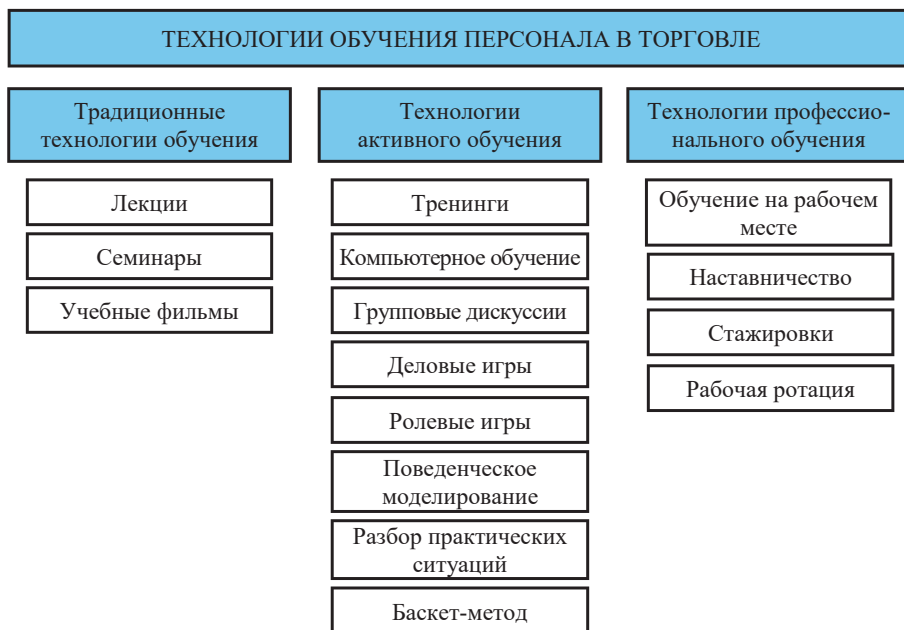 ТЕХНОЛОГИИ ОБУЧЕНИЯ ПЕРСОНАЛА В ТОРГОВЛЕ
Традиционные
технологии обучения
Лекции
Семинары
Учебные фильмы
Технологии
активного обучения
Тренинги
Компьютерное обучение
Групповые дискуссии
Деловые игры
Ролевые игры
Поведенческое
моделирование
Разбор практических
ситуаций
Баскет-метод
Технологии профессио-
нального обучения
Обучение на рабочем
месте
Наставничество
Стажировки
Рабочая ротация